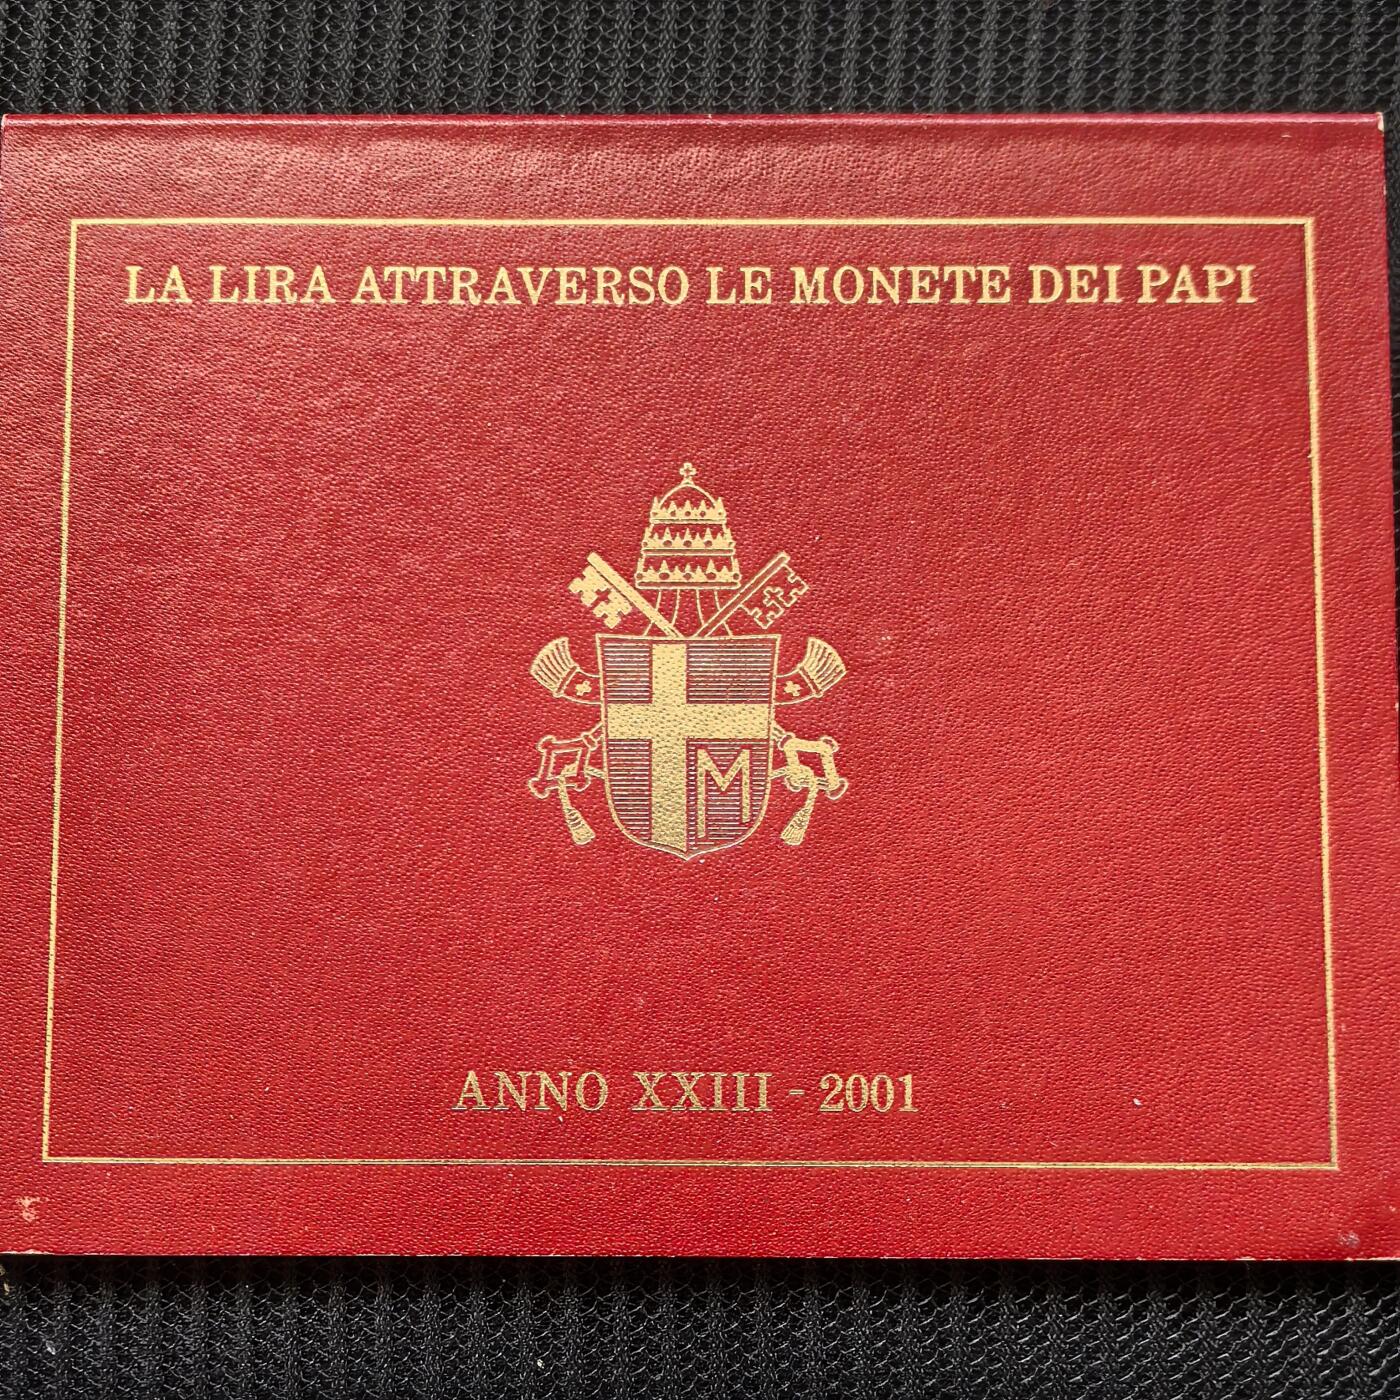 LA LIRA ATTRAVERSO LE MONETE DEI PAPI
M
ANNO XXIII - 2001